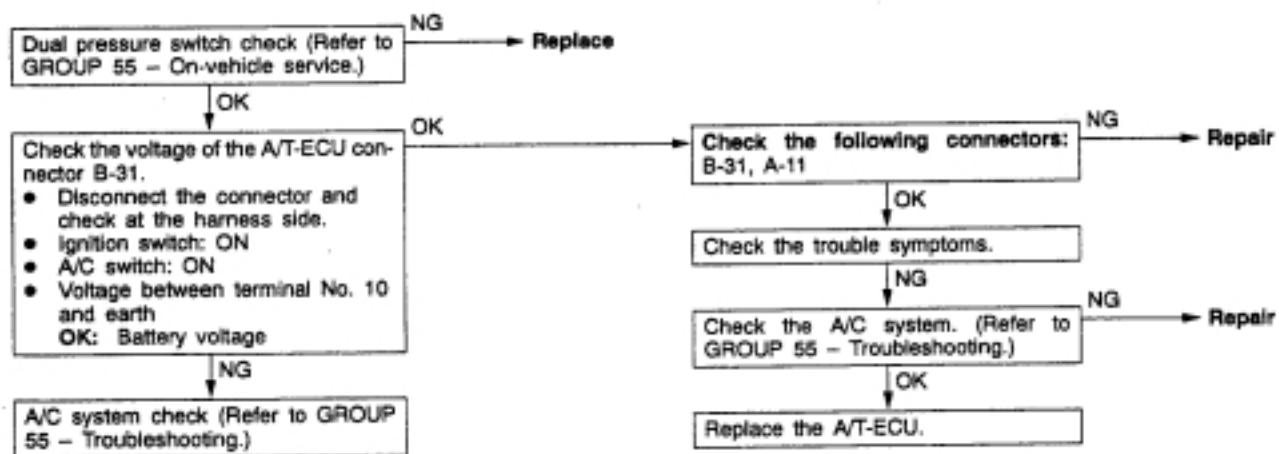 Dual pressure switch check (Refer to
GROUP 55 – On-vehicle service.)
NG
Replace
OK
Check the voltage of the A/T-ECU con-
nector B-31.
● Disconnect the connector and
check at the harness side.
● Ignition switch: ON
● A/C switch: ON
● Voltage between terminal No. 10
and earth
OK: Battery voltage
NG
A/C system check (Refer to GROUP
55 – Troubleshooting.)
OK
Check the following connectors:
B-31, A-11
NG
Repair
OK
Check the trouble symptoms.
NG
Check the A/C system. (Refer to
GROUP 55 – Troubleshooting.)
NG
Repair
OK
Replace the A/T-ECU.